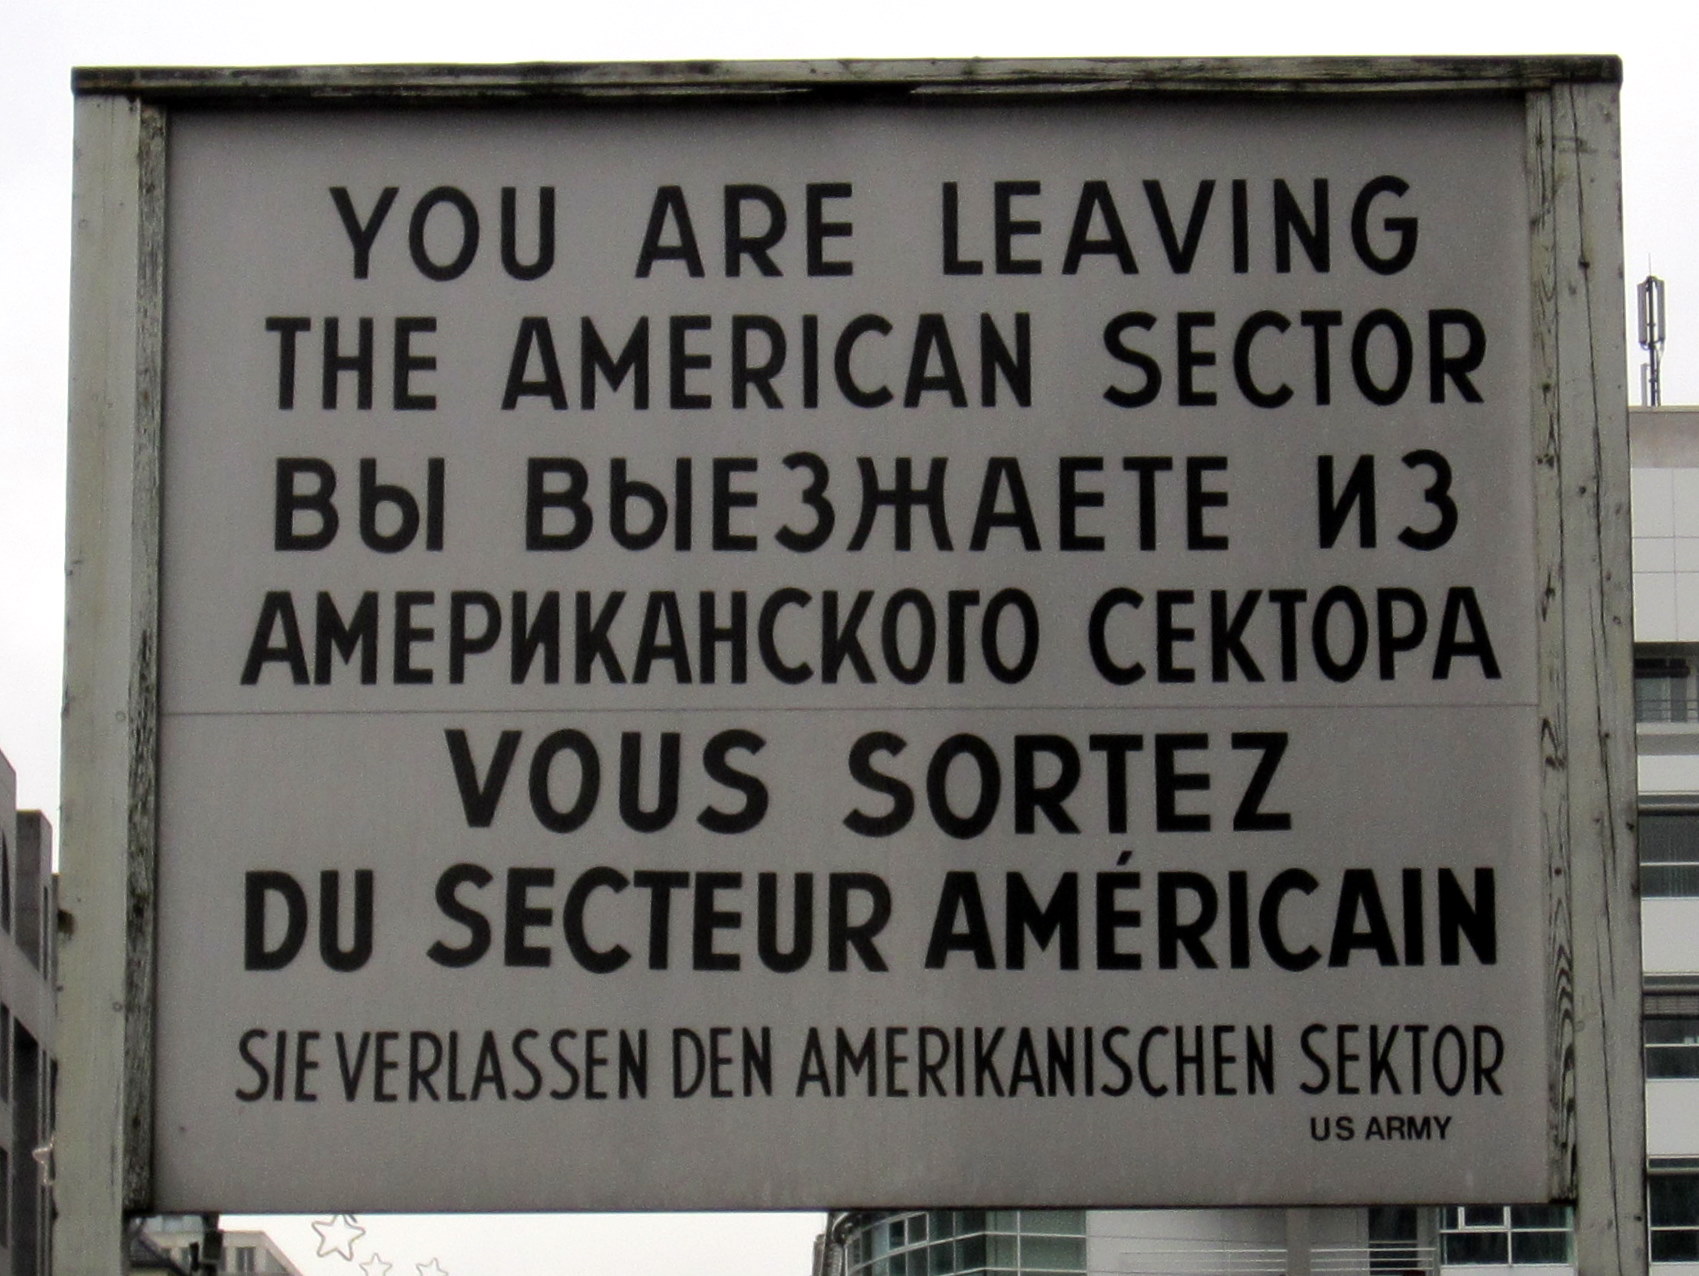 YOU ARE LEAVING
THE AMERICAN SECTOR
ВЫ ВЫЕЗЖАЕТЕ ИЗ
АМЕРИКАНСКОГО СЕКТОРА
VOUS SORTEZ
DU SECTEUR AMÉRICAIN
SIE VERLASSEN DEN AMERIKANISCHEN SEKTOR
US ARMY